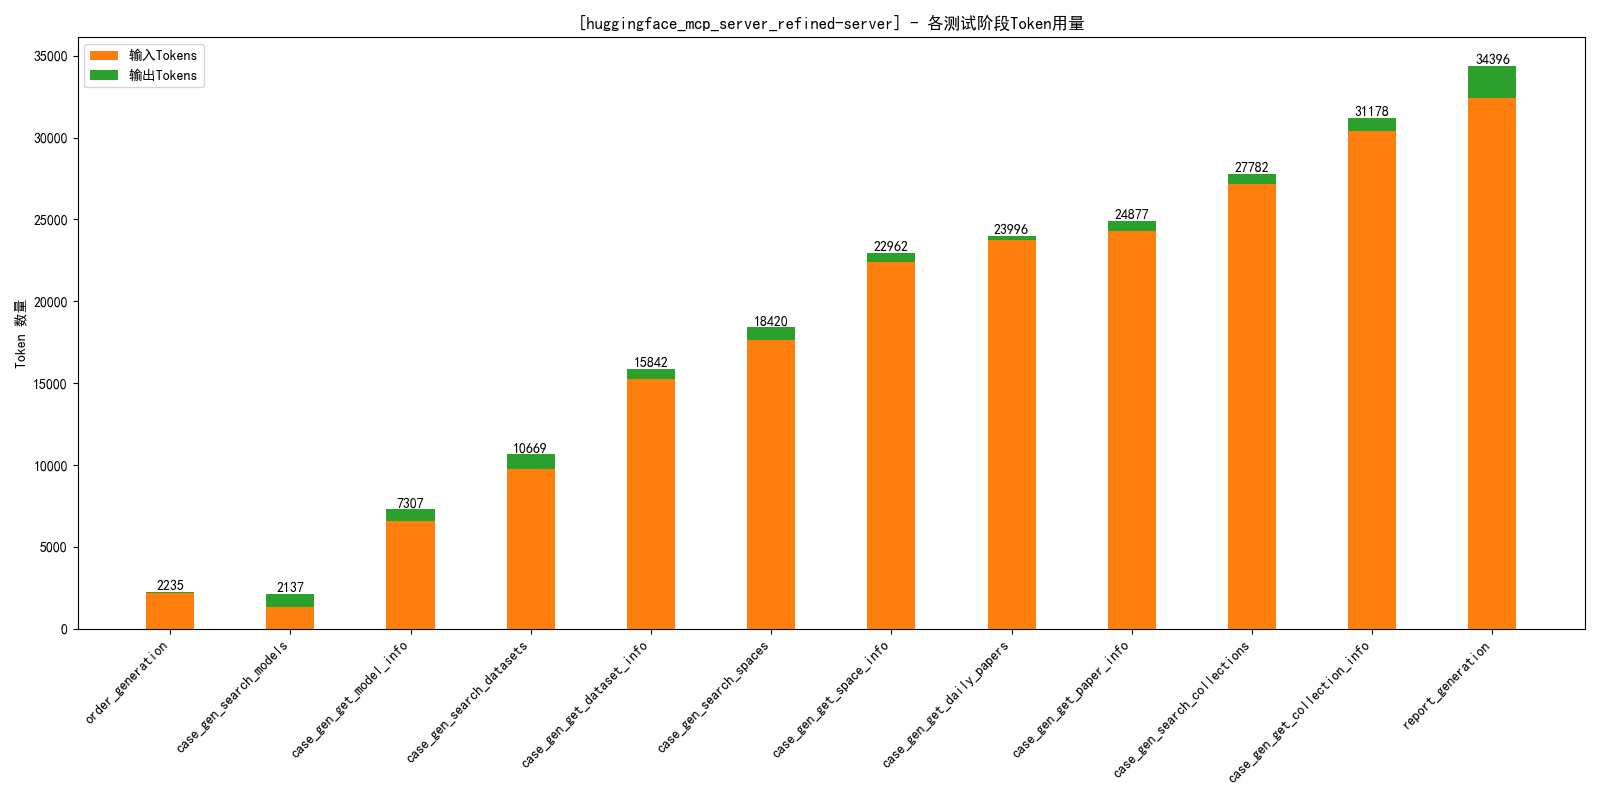 [huggingface_mcp_server_refined-server] - 各测试阶段Token用量
输入Tokens
输出Tokens
Token 数量
35000
30000
25000
20000
15000
10000
5000
0
2235
2137
7307
10669
15842
18420
22962
23996
24877
27782
31178
34396
order_generation
case_gen_search_models
case_gen_get_model_info
case_gen_search_datasets
case_gen_get_dataset_info
case_gen_search_spaces
case_gen_get_space_info
case_gen_get_daily_papers
case_gen_get_paper_info
case_gen_search_collections
case_gen_get_collection_info
report_generation